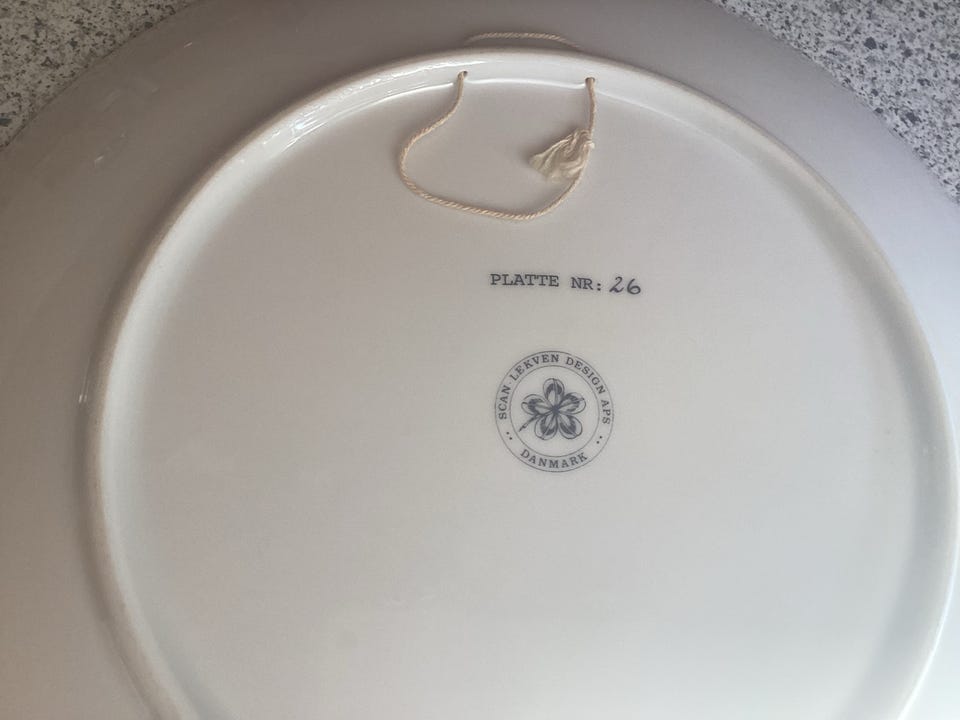 PLATTE NR: 26
SCAN·LEKVEN DESIGN APS
DANMARK